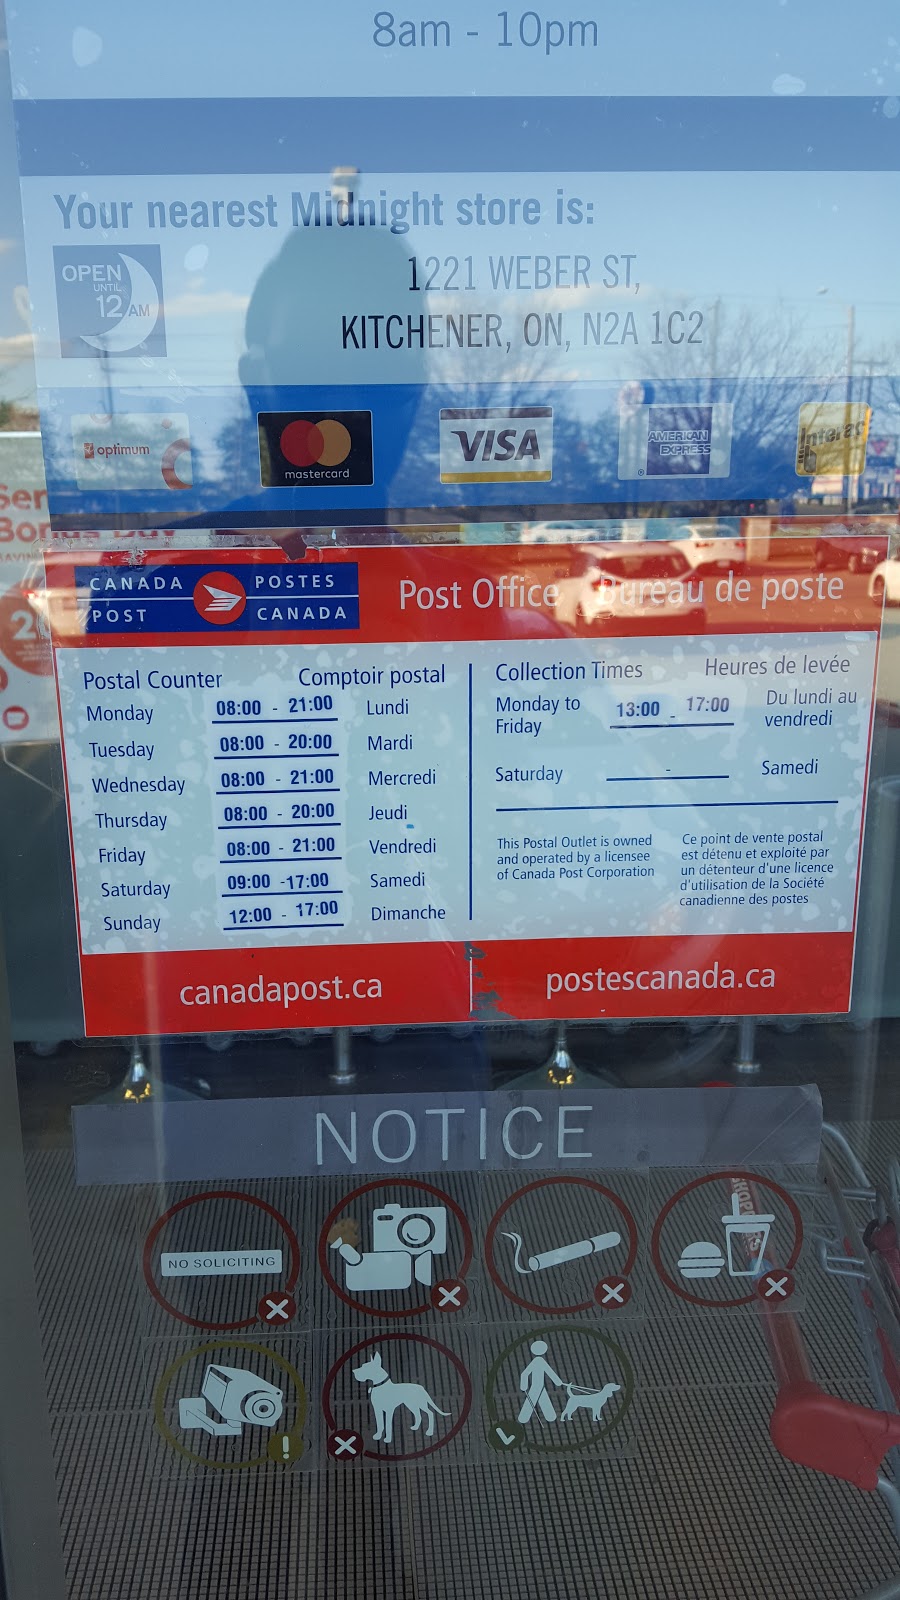 8am - 10pm
Your nearest Midnight store is:
OPEN
UNTIL
12 AM
1221 WEBER ST,
KITCHENER, ON, N2A 1C2
optimum
mastercard
VISA
AMERICAN
EXPRESS
Interac
CANADA POSTES
POST CANADA
Post Office Bureau de poste
Postal Counter Comptoir postal
Monday 08:00 - 21:00 Lundi
Tuesday 08:00 - 20:00 Mardi
Wednesday 08:00 - 21:00 Mercredi
Thursday 08:00 - 20:00 Jeudi
Friday 08:00 - 21:00 Vendredi
Saturday 09:00 -17:00 Samedi
Sunday 12:00 - 17:00 Dimanche
Collection Times Heures de levée
Monday to
Friday
13:00 - 17:00
Du lundi au
vendredi
Saturday - Samedi
This Postal Outlet is owned
and operated by a licensee
of Canada Post Corporation
Ce point de vente postal
est détenu et exploité par
un détenteur d'une licence
d'utilisation de la Société
canadienne des postes
canadapost.ca
postescanada.ca
NOTICE
NO SOLICITING